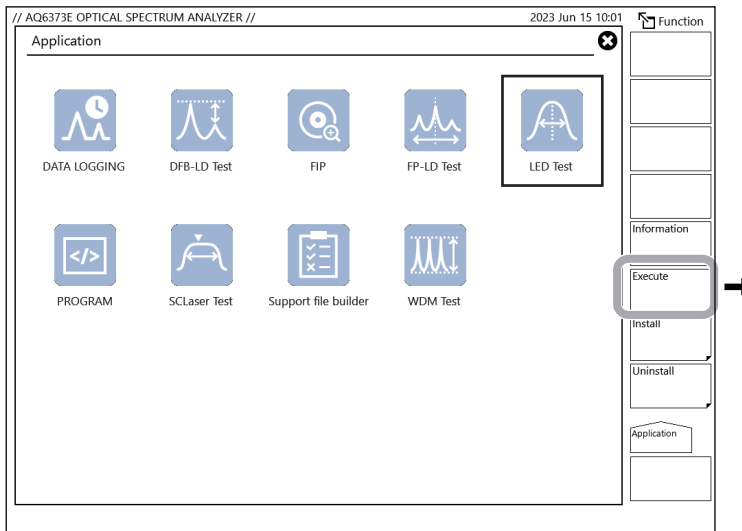 // AQ6373E OPTICAL SPECTRUM ANALYZER // 2023 Jun 15 10:01
Function
Application
DATA LOGGING DFB-LD Test FIP FP-LD Test LED Test
</>
PROGRAM SCLaser Test Support file builder WDM Test
Information
Execute
Install
Uninstall
Application